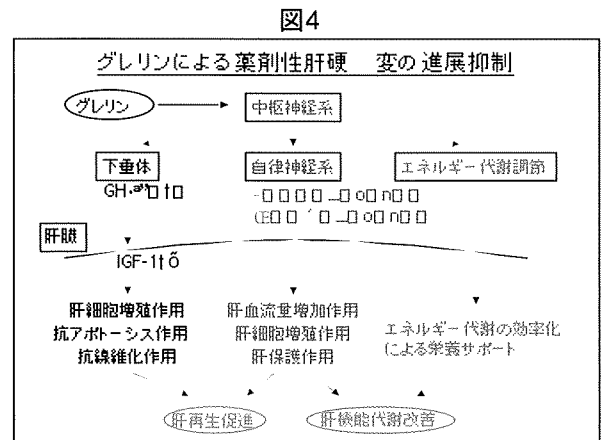 図4
グレリンによる薬剤性肝硬 変の進展抑制
グレリン
中枢神経系
下垂体
自律神経系
エネルギー代謝調節
GH
肝臓
IGF-1
肝細胞増殖作用
抗アポトーシス作用
抗線維化作用
肝血流量増加作用
肝細胞増殖作用
肝保護作用
エネルギー代謝の効率化
による栄養サポート
肝再生促進
肝機能代謝改善